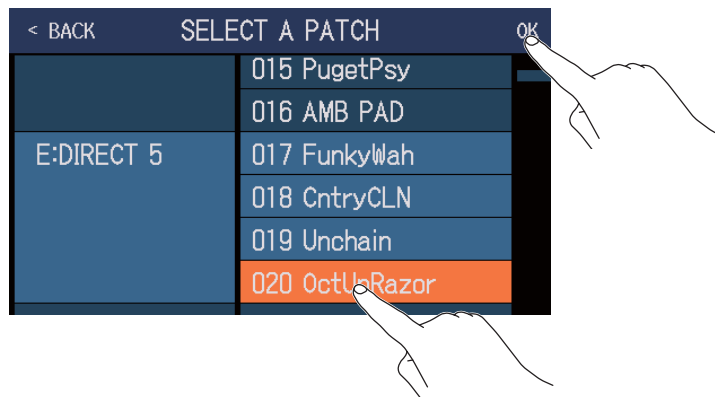 < BACK SELECT A PATCH OK
015 PugetPsy
016 AMB PAD
E:DIRECT 5 017 FunkyWah
018 CntryCLN
019 Unchain
020 OctUpRazor